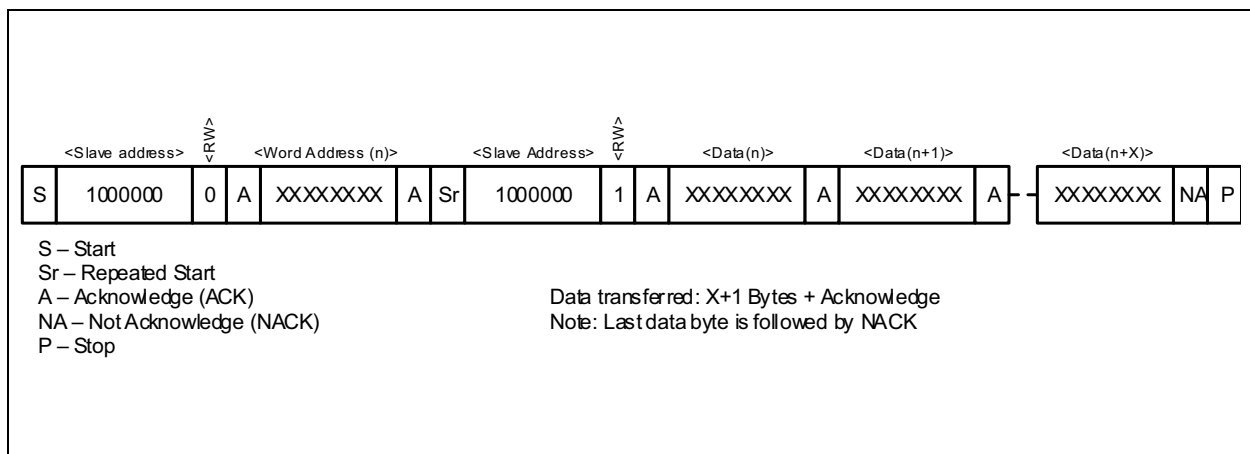 <RW> <RW>
<Slave address> <Word Address (n)> <Slave Address> <Data(n)> <Data(n+1)> <Data(n+X)>
S 1000000 0 A XXXXXXXX A Sr 1000000 1 A XXXXXXXX A XXXXXXXX A XXXXXXXX NA P
S – Start
Sr – Repeated Start
A – Acknowledge (ACK)
NA – Not Acknowledge (NACK)
P – Stop
Data transferred: X+1 Bytes + Acknowledge
Note: Last data byte is followed by NACK